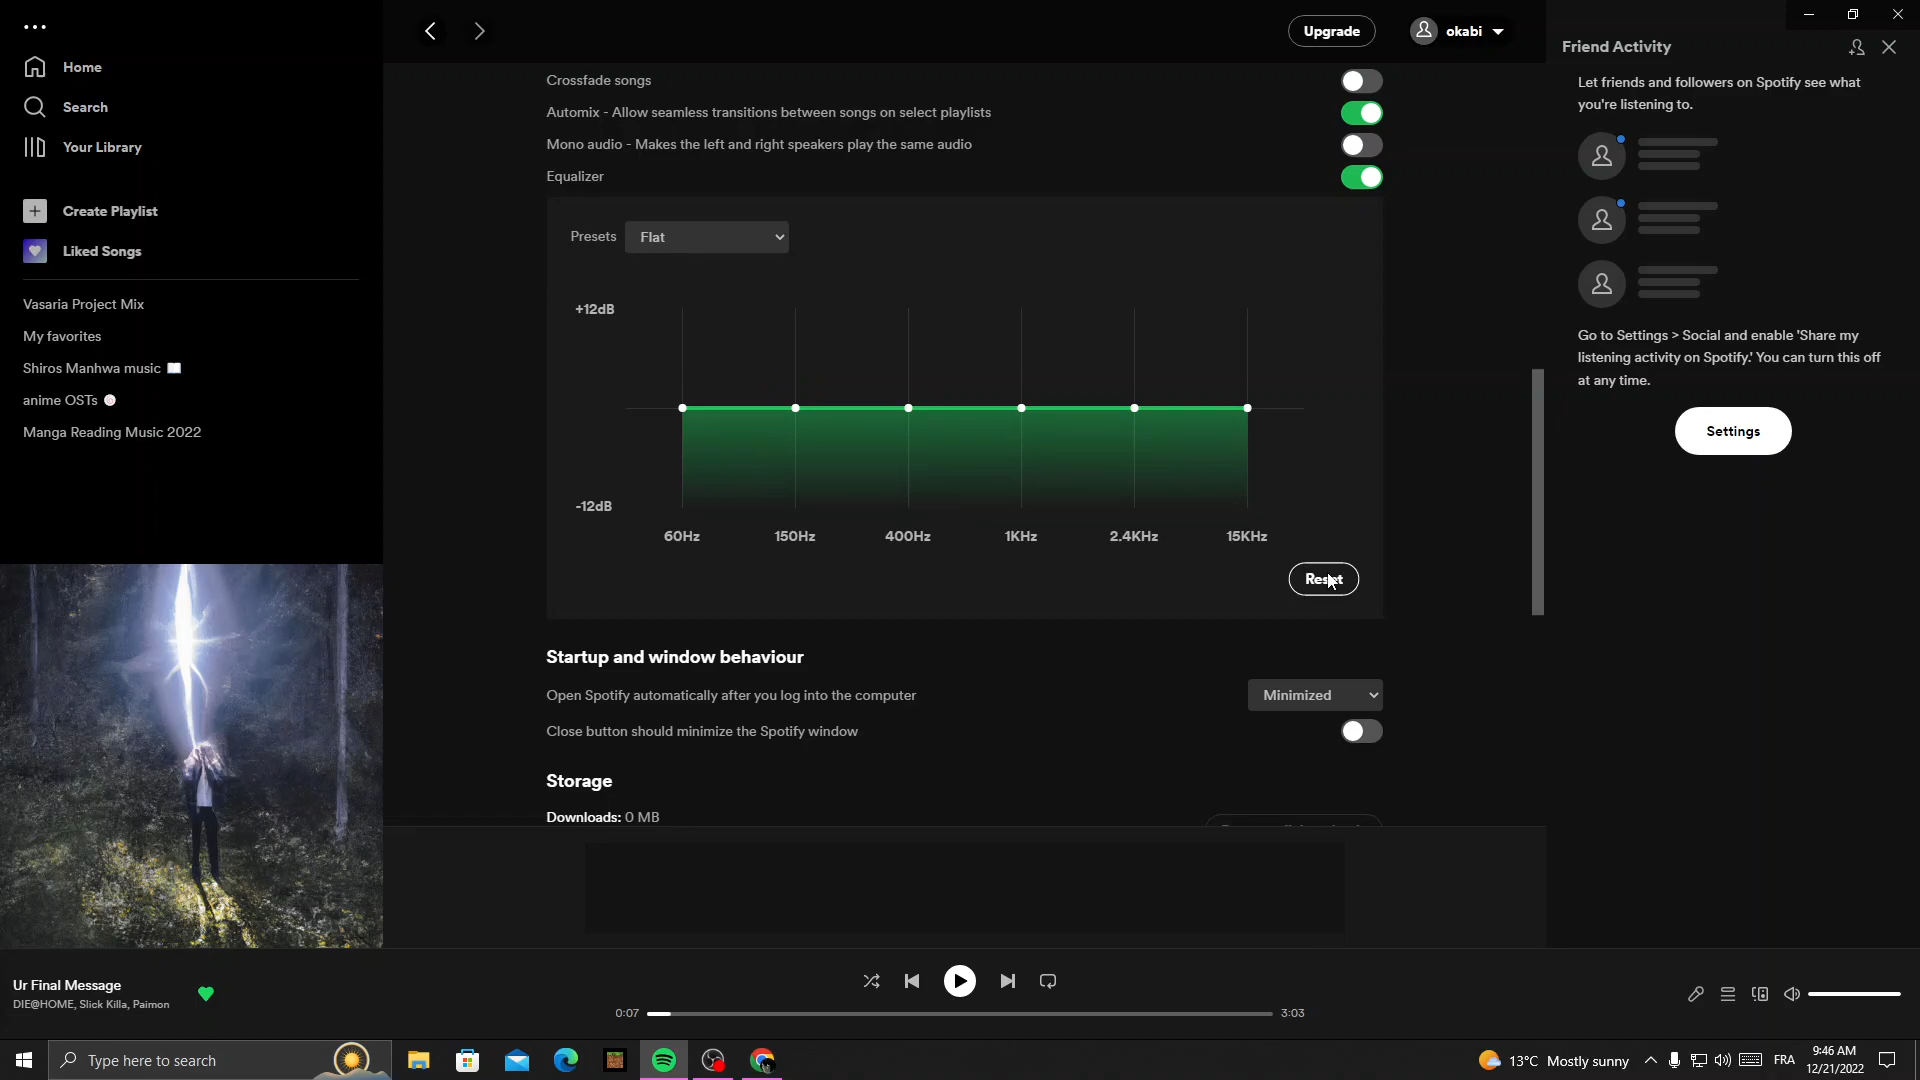 Home
Search
Your Library
Create Playlist
Liked Songs
Vasaria Project Mix
My favorites
Shiros Manhwa music 📖
anime OSTs 🍥
Manga Reading Music 2022
Upgrade
okabi
Crossfade songs
Automix - Allow seamless transitions between songs on select playlists
Mono audio - Makes the left and right speakers play the same audio
Equalizer
Presets Flat
+12dB
-12dB
60Hz 150Hz 400Hz 1KHz 2.4KHz 15KHz
Reset
Startup and window behaviour
Open Spotify automatically after you log into the computer Minimized
Close button should minimize the Spotify window
Storage
Downloads: 0 MB
Friend Activity
Let friends and followers on Spotify see what
you're listening to.
Go to Settings > Social and enable 'Share my
listening activity on Spotify.' You can turn this off
at any time.
Settings
Ur Final Message
DIE@HOME, Slick Killa, Paimon
0:07 3:03
Type here to search
13°C Mostly sunny
FRA
9:46 AM
12/21/2022